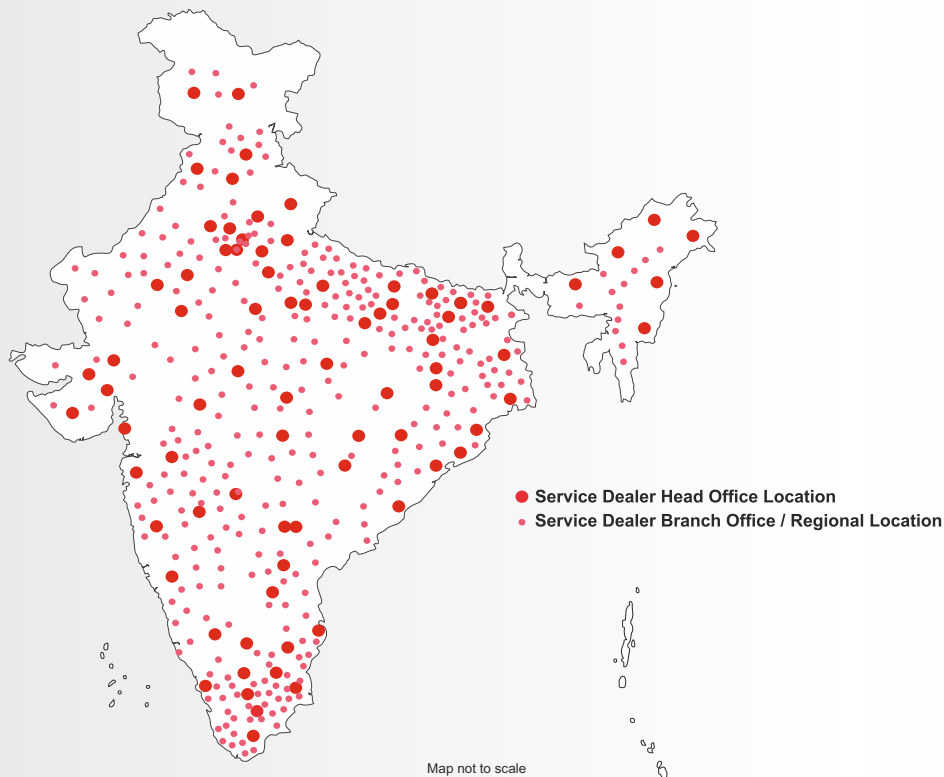 Service Dealer Head Office Location
Service Dealer Branch Office / Regional Location
Map not to scale